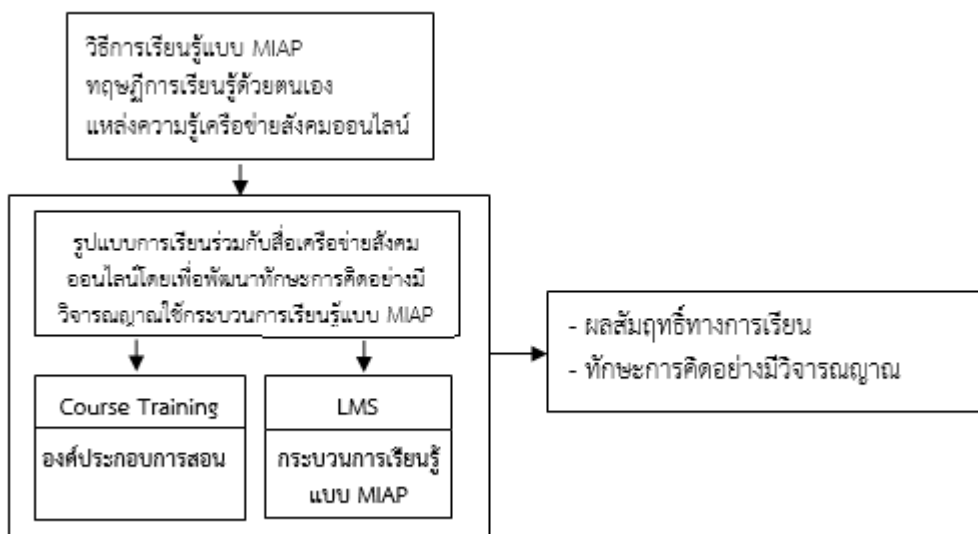 วิธีการเรียนรู้แบบ MIAP
ทฤษฎีการเรียนรู้ด้วยตนเอง
แหล่งความรู้เครือข่ายสังคมออนไลน์
รูปแบบการเรียนร่วมกับสื่อเครือข่ายสังคม
ออนไลน์โดยเพื่อพัฒนาทักษะการคิดอย่างมี
วิจารณญาณใช้กระบวนการเรียนรู้แบบ MIAP
Course Training
องค์ประกอบการสอน
LMS
กระบวนการเรียนรู้
แบบ MIAP
- ผลสัมฤทธิ์ทางการเรียน
- ทักษะการคิดอย่างมีวิจารณญาณ